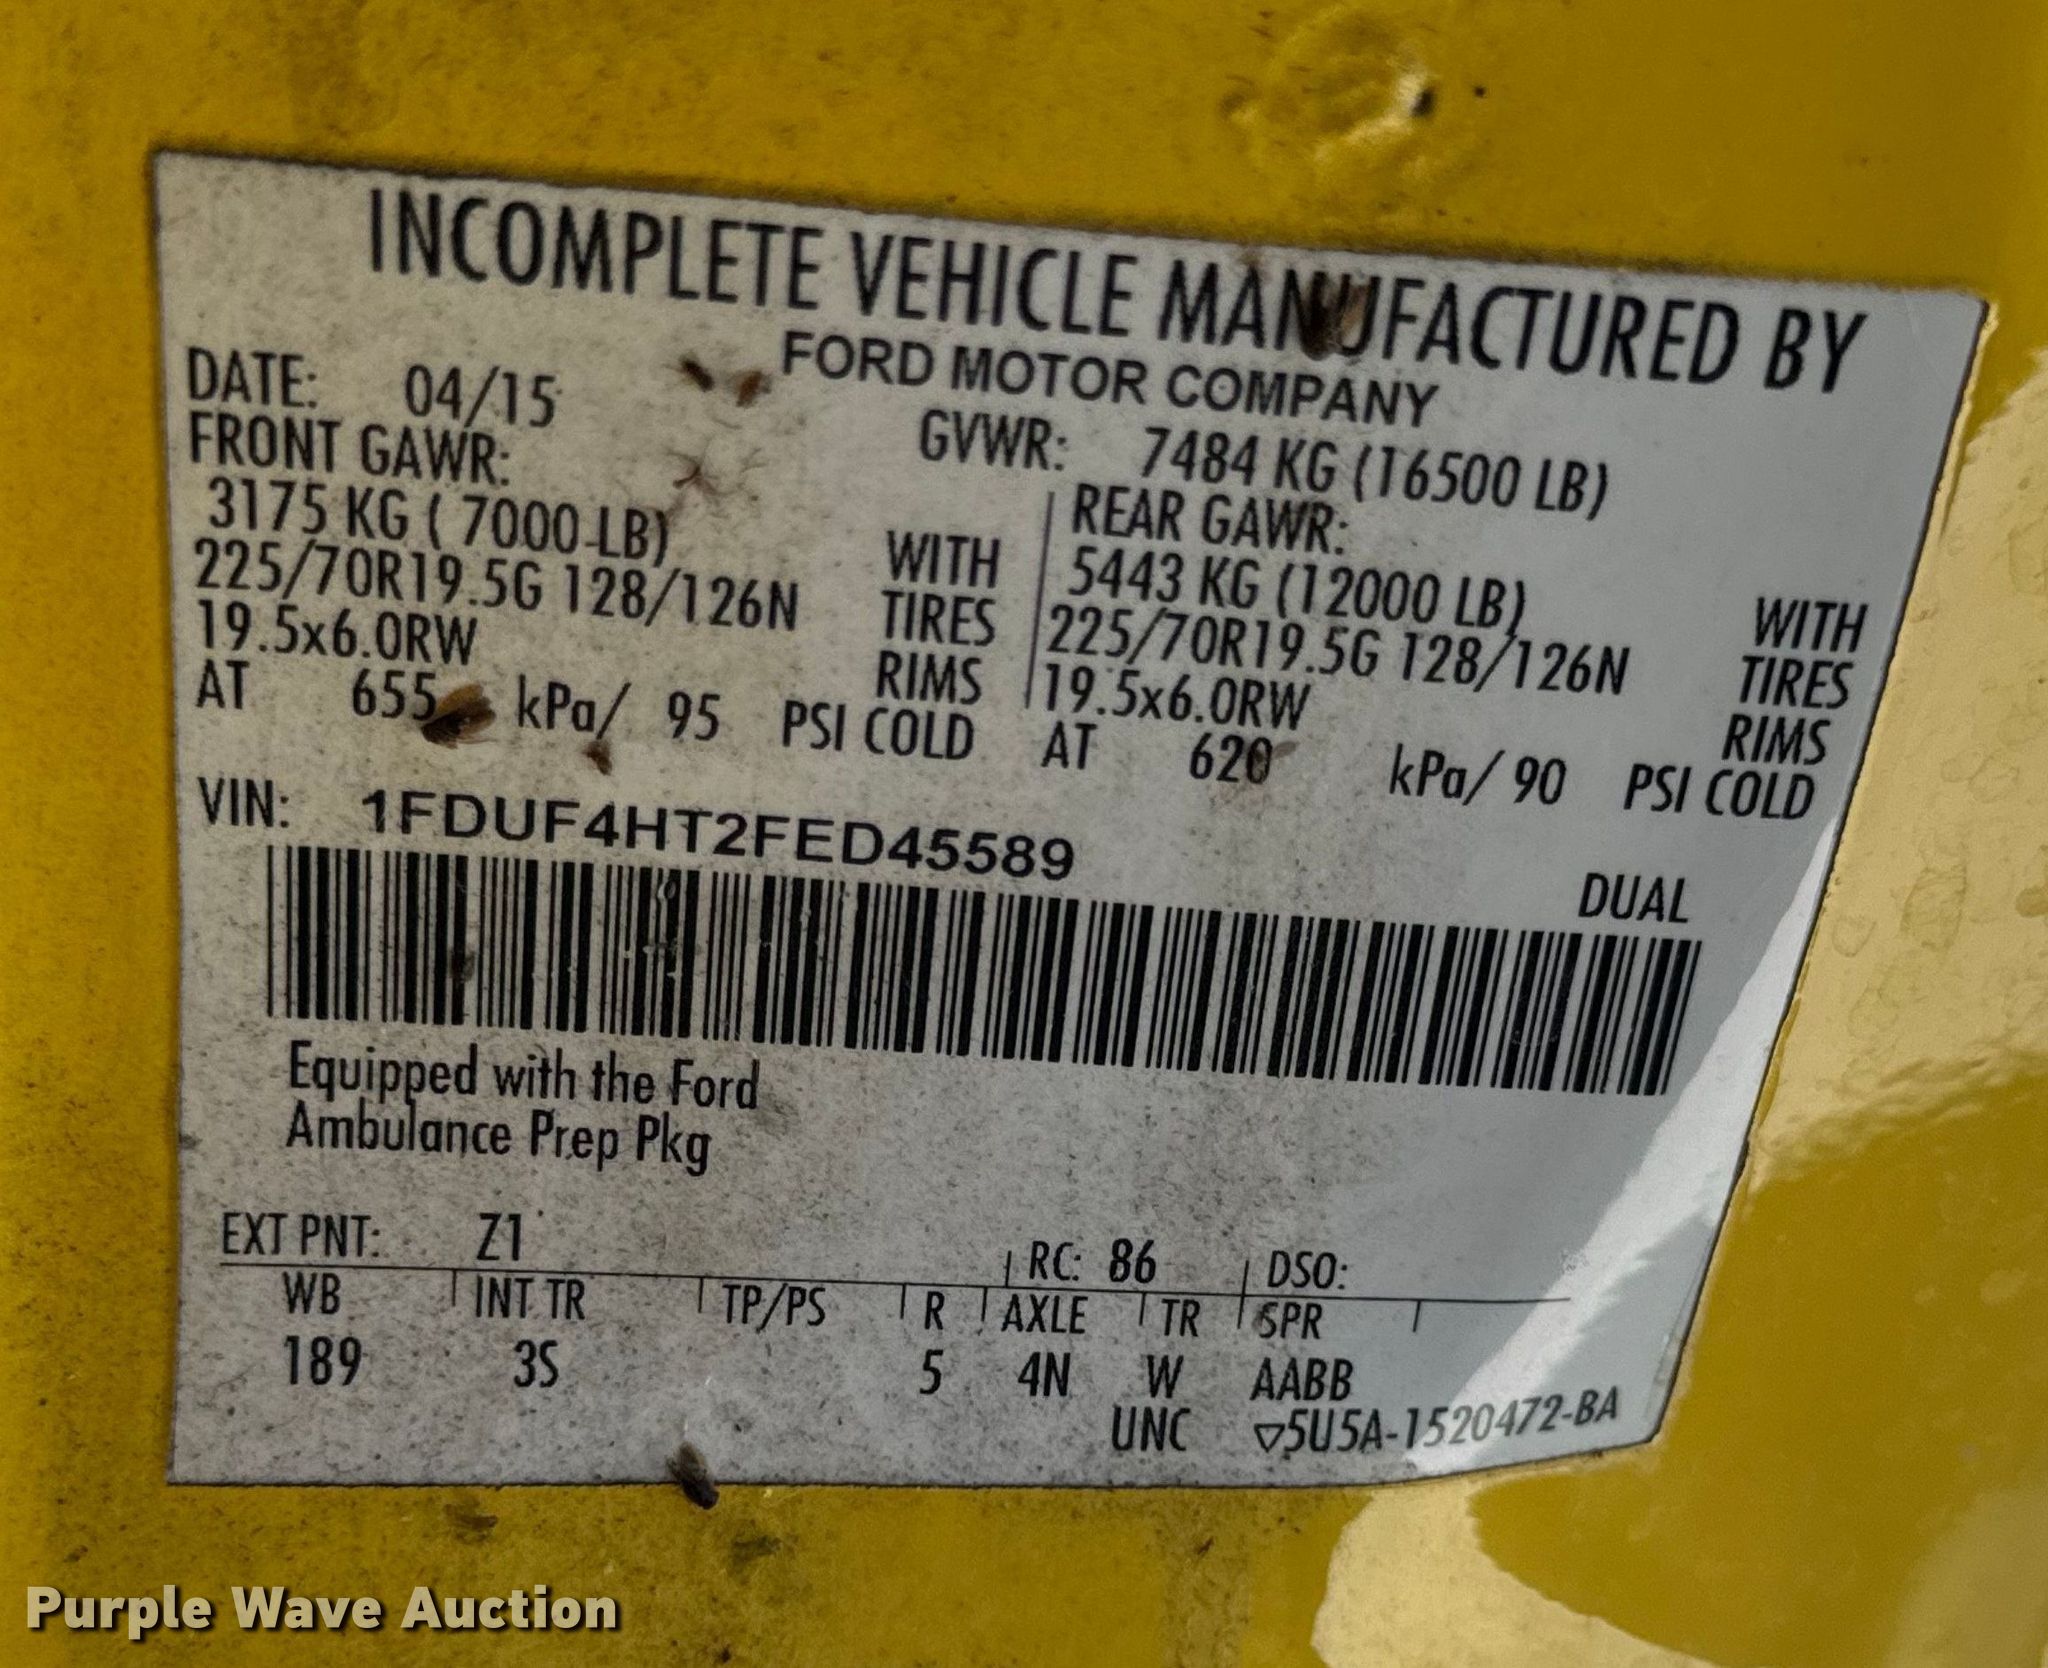 INCOMPLETE VEHICLE MANUFACTURED BY
FORD MOTOR COMPANY
DATE: 04/15
GVWR: 7484 KG (16500 LB)
FRONT GAWR:
3175 KG ( 7000 LB) WITH
225/70R19.5G 128/126N TIRES
19.5x6.0RW RIMS
AT 655 kPa/ 95 PSI COLD
REAR GAWR:
5443 KG (12000 LB) WITH
225/70R19.5G 128/126N TIRES
19.5x6.0RW RIMS
AT 620 kPa/ 90 PSI COLD
VIN: 1FDUF4HT2FED45589
DUAL
Equipped with the Ford
Ambulance Prep Pkg
EXT PNT: Z1 RC: 86 DSO:
WB INT TR TP/PS R AXLE TR SPR
189 3S 5 4N W AABB
UNC ▽5U5A-1520472-BA
Purple Wave Auction